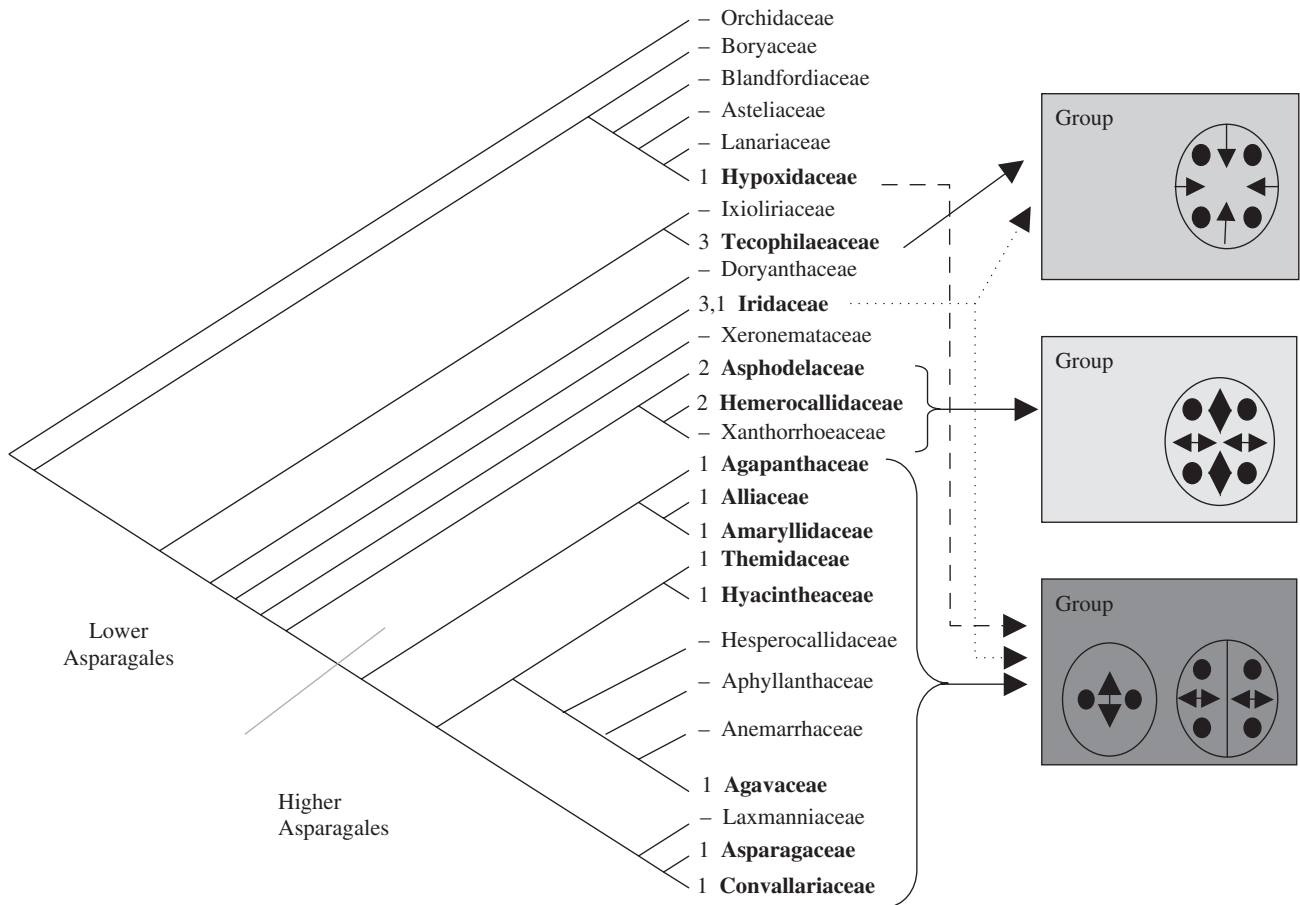 – Orchidaceae
– Boryaceae
– Blandfordiaceae
– Asteliaceae
– Lanariaceae
1 Hypoxidaceae
– Ixioliriaceae
3 Tecophilaeaceae
– Doryanthaceae
3,1 Iridaceae
– Xeronemataceae
2 Asphodelaceae
2 Hemerocallidaceae
– Xanthorrhoeaceae
1 Agapanthaceae
1 Alliaceae
1 Amaryllidaceae
1 Themidaceae
1 Hyacintheaceae
– Hesperocallidaceae
– Aphyllanthaceae
– Anemarrhaceae
1 Agavaceae
– Laxmanniaceae
1 Asparagaceae
1 Convallariaceae
Lower
Asparagales
Higher
Asparagales
Group
Group
Group